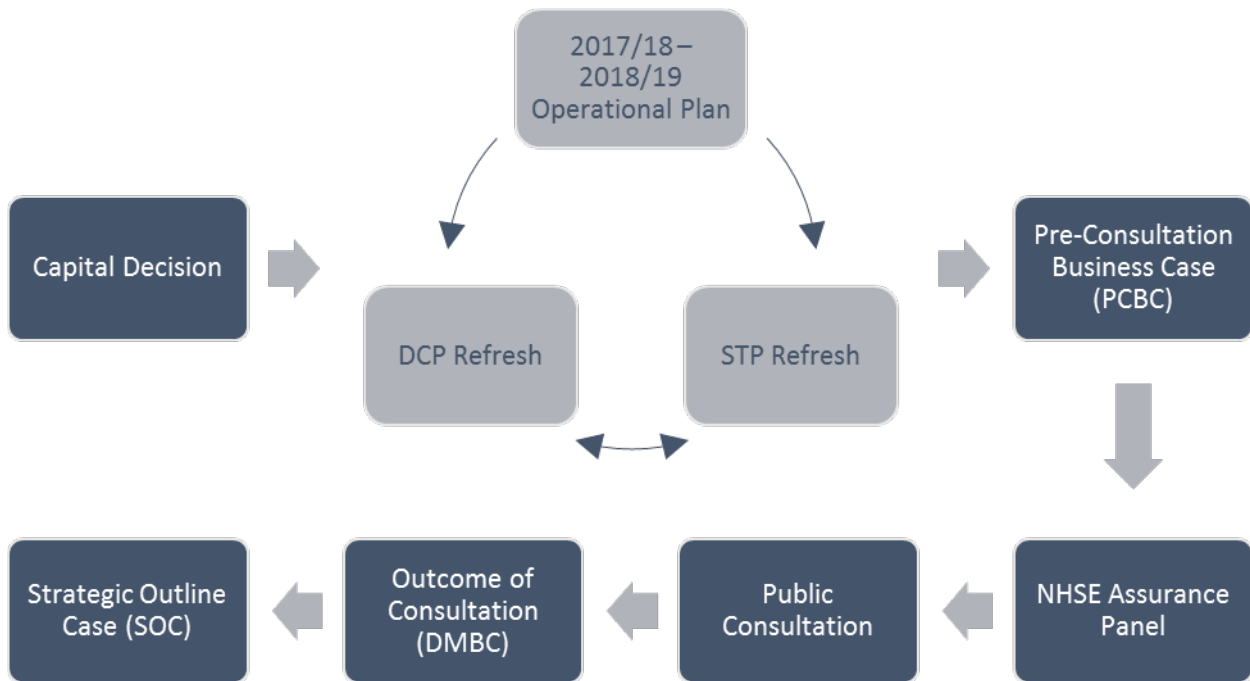 2017/18–
2018/19
Operational Plan
Capital Decision
DCP Refresh
STP Refresh
Pre-Consultation
Business Case
(PCBC)
NHSE Assurance
Panel
Public
Consultation
Outcome of
Consultation
(DMBC)
Strategic Outline
Case (SOC)